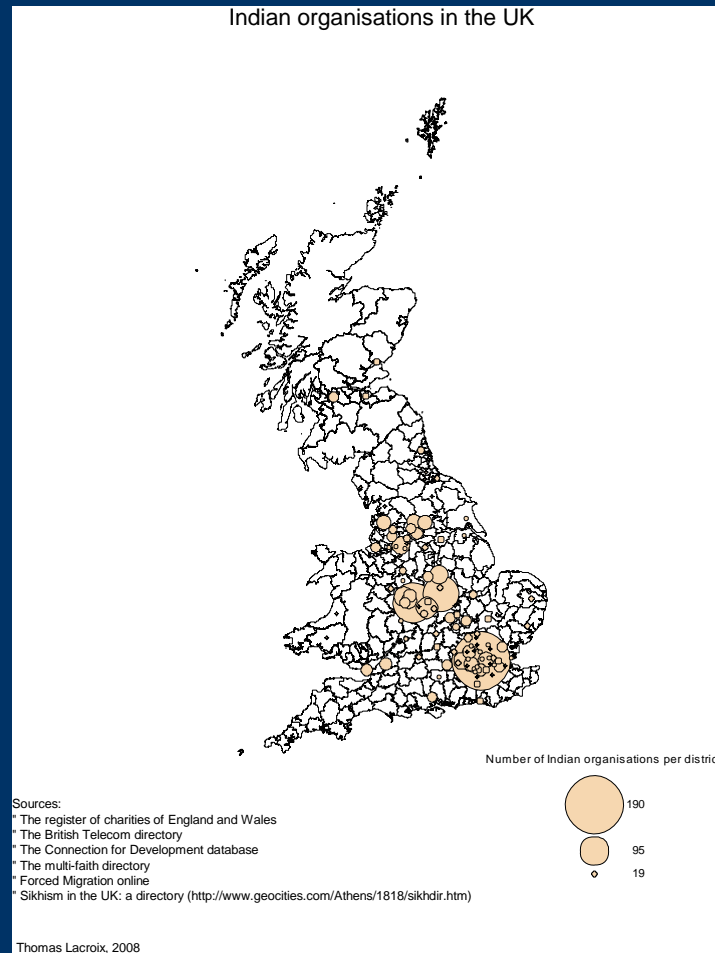 Indian organisations in the UK
Number of Indian organisations per distric
190
95
19
Sources:
" The register of charities of England and Wales
" The British Telecom directory
" The Connection for Development database
" The multi-faith directory
" Forced Migration online
" Sikhism in the UK: a directory (http://www.geocities.com/Athens/1818/sikhdir.htm)
Thomas Lacroix, 2008